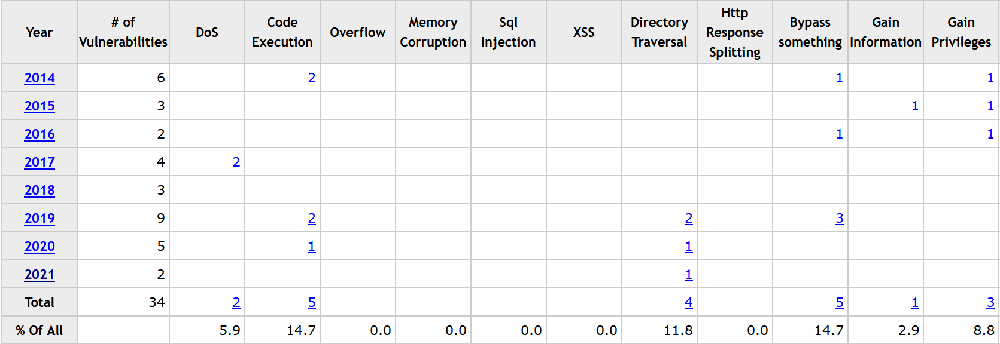 Year # of Vulnerabilities DoS Code Execution Overflow Memory Corruption Sql Injection XSS Directory Traversal Http Response Splitting Bypass something Gain Information Gain Privileges
2014 6 2 1 1
2015 3 1 1
2016 2 1 1
2017 4 2
2018 3
2019 9 2 2 3
2020 5 1 1
2021 2 1
Total 34 2 5 4 5 1 3
% Of All 5.9 14.7 0.0 0.0 0.0 0.0 11.8 0.0 14.7 2.9 8.8